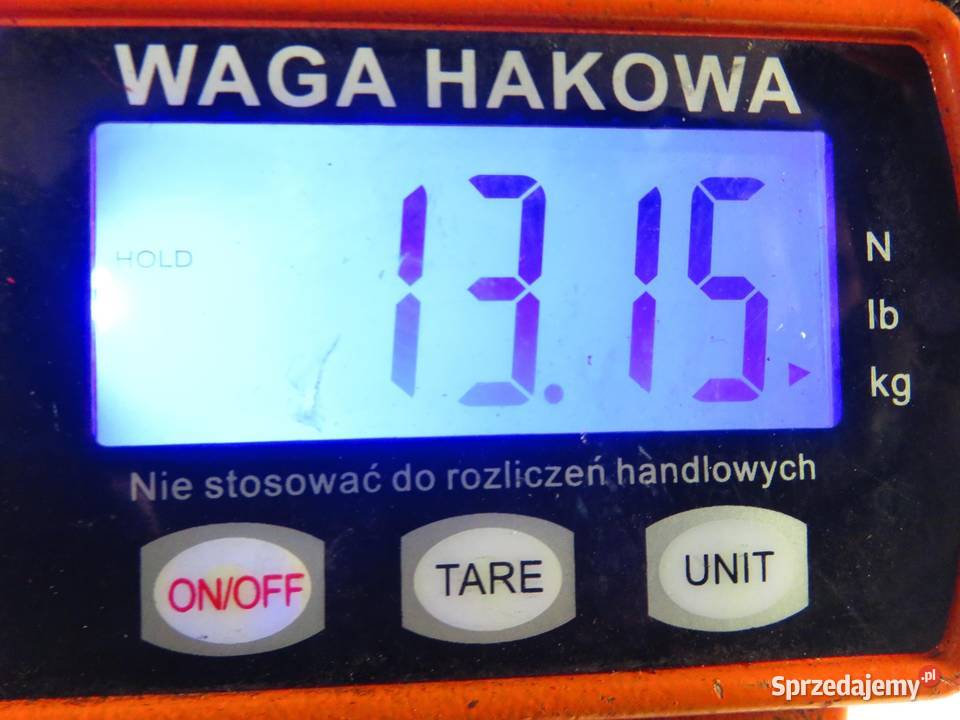 WAGA HAKOWA
HOLD
13.15
N
lb
kg
Nie stosować do rozliczeń handlowych
ON/OFF
TARE
UNIT
Sprzedajemy.pl